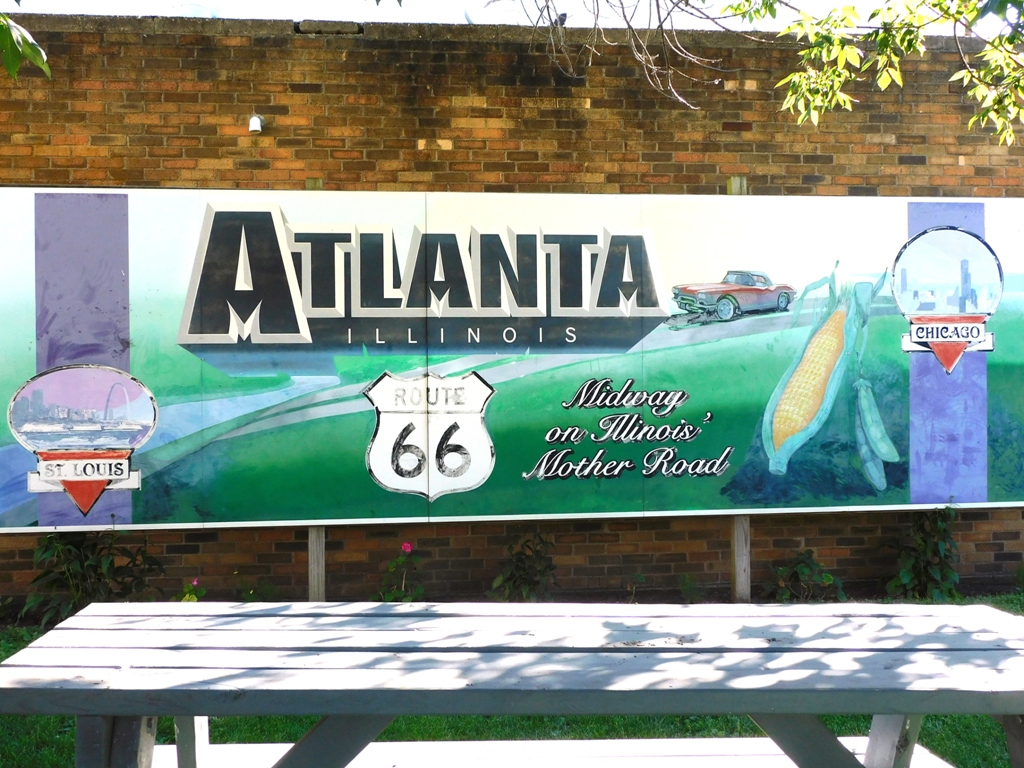 ATLANTA
ILLINOIS
ROUTE
66
Midway
on Illinois'
Mother Road
ST. LOUIS
CHICAGO